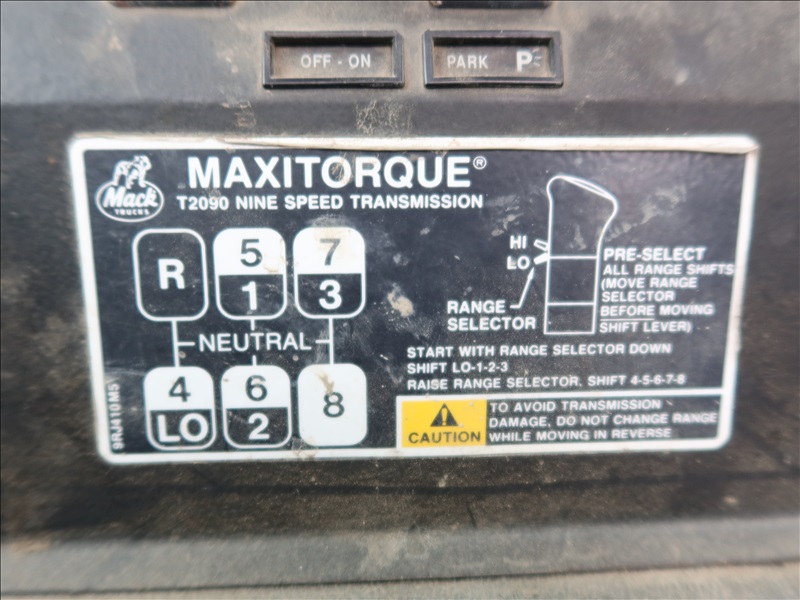 OFF - ON
PARK P
MAXITORQUE®
Mack
TRUCKS
T2090 NINE SPEED TRANSMISSION
R 5 7
1 3
NEUTRAL
4 6 8
LO 2
HI
LO
RANGE
SELECTOR
PRE-SELECT
ALL RANGE SHIFTS
(MOVE RANGE
SELECTOR
BEFORE MOVING
SHIFT LEVER)
START WITH RANGE SELECTOR DOWN
SHIFT LO-1-2-3
RAISE RANGE SELECTOR, SHIFT 4-5-6-7-8
CAUTION
TO AVOID TRANSMISSION
DAMAGE, DO NOT CHANGE RANGE
WHILE MOVING IN REVERSE
9RJ410M5